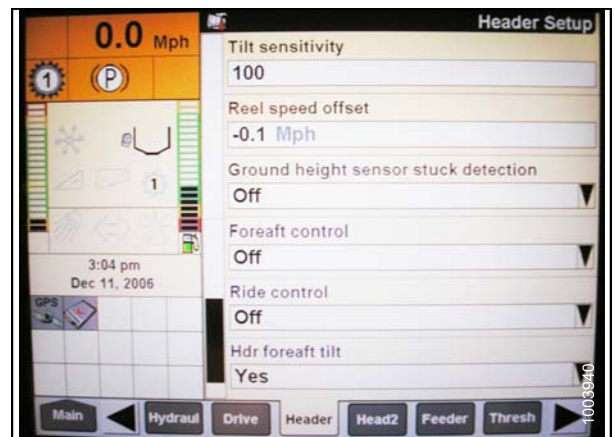 0.0 Mph
Header Setup
1
(P)
Tilt sensitivity
100
Reel speed offset
-0.1 Mph
Ground height sensor stuck detection
Off
1
Foreaft control
Off
3:04 pm
Dec 11, 2006
Ride control
Off
GPS
Hdr foreaft tilt
Yes
Main
Hydraul
Drive
Header
Head2
Feeder
Thresh
1003940